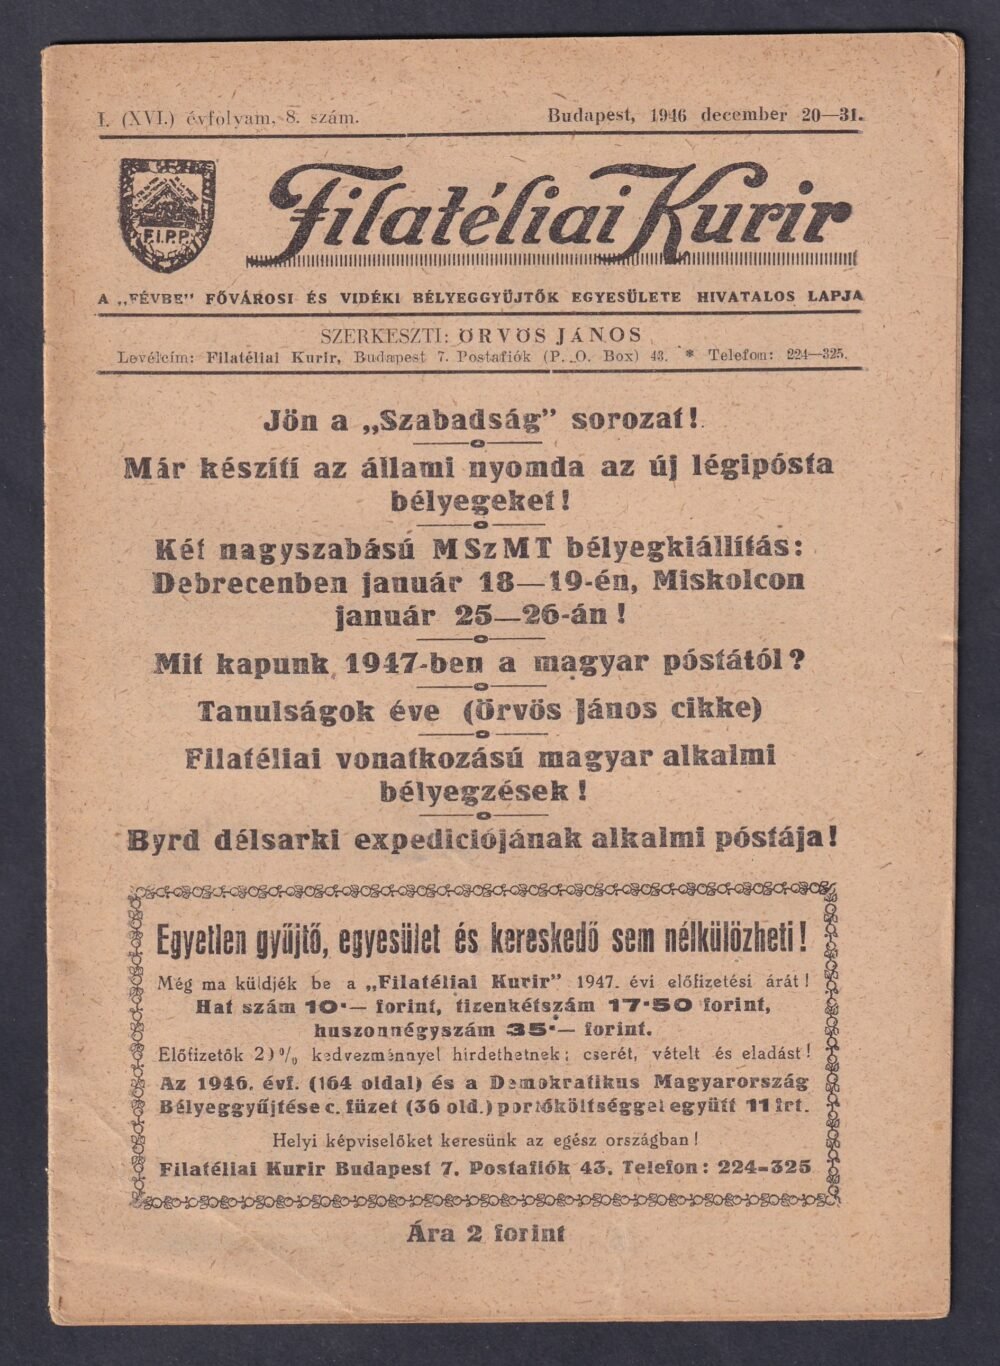 I. (XVI.) évfolyam, 8. szám.
Budapest, 1946 december 20—31.
F.I.P.P.
Filatéliai Kurir
A „FÉVBE” FŐVÁROSI ÉS VIDÉKI BÉLYEGGYÜJTŐK EGYESÜLETE HIVATALOS LAPJA
SZERKESZTI: ÖRVÖS JÁNOS
Levélcím: Filatéliai Kurir, Budapest 7. Postafiók (P. O. Box) 43. * Telefon: 224—325.
Jön a „Szabadság” sorozat!
Már készíti az állami nyomda az új légipósta
bélyegeket!
Két nagyszabású MSzMT bélyegkiállítás:
Debrecenben január 18—19-én, Miskolcon
január 25—26-án!
Mit kapunk 1947-ben a magyar póstától?
Tanulságok éve (Örvös János cikke)
Filatéliai vonatkozású magyar alkalmi
bélyegzések!
Byrd délsarki expediciójának alkalmi póstája!
Egyetlen gyűjtő, egyesület és kereskedő sem nélkülözheti!
Még ma küldjék be a „Filatéliai Kurir” 1947. évi előfizetési árát!
Hat szám 10·— forint, tizenkétszám 17·50 forint,
huszonnégyszám 35·— forint.
Előfizetők 20% kedvezménnyel hirdethetnek; cserét, vételt és eladást!
Az 1946. évf. (164 oldal) és a Demokratikus Magyarország
Bélyeggyűjtése c. füzet (36 old.) portóköltséggel együtt 11 frt.
Helyi képviselőket keresünk az egész országban!
Filatéliai Kurir Budapest 7. Postafiók 43. Telefon: 224-325
Ára 2 forint